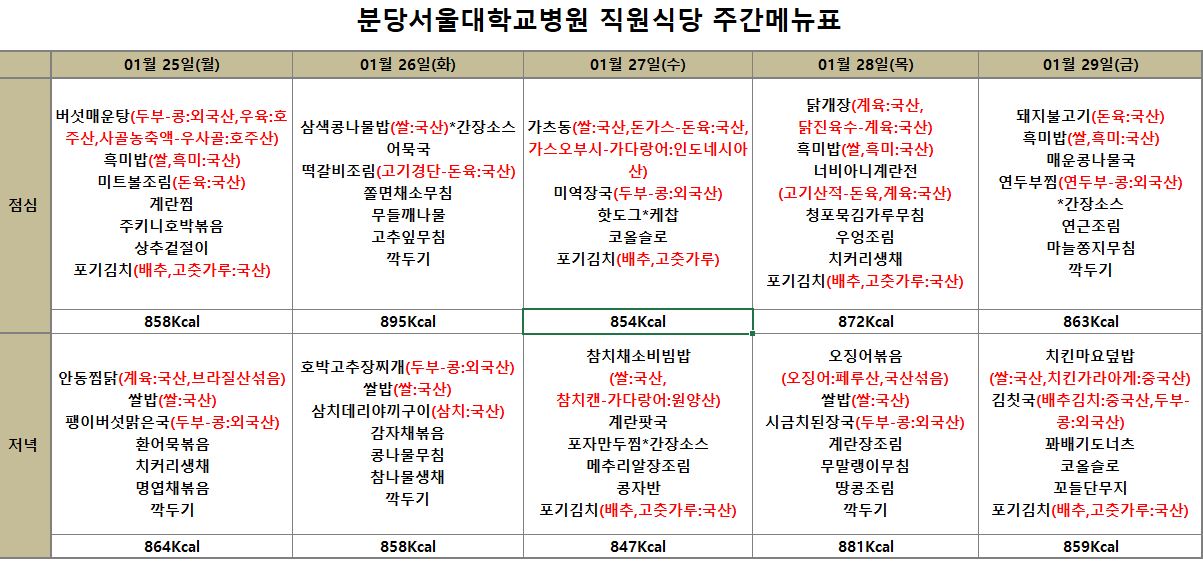 분당서울대학교병원 직원식당 주간메뉴표
01월 25일(월)
01월 26일(화)
01월 27일(수)
01월 28일(목)
01월 29일(금)
점심
버섯매운탕(두부-콩:외국산,우육:호
주산,사골농축액-우사골:호주산)
흑미밥(쌀,흑미:국산)
미트볼조림(돈육:국산)
계란찜
주키니호박볶음
상추겉절이
포기김치(배추,고춧가루:국산)
삼색콩나물밥(쌀:국산)*간장소스
어묵국
떡갈비조림(고기경단-돈육:국산)
쫄면채소무침
무들깨나물
고추잎무침
깍두기
가츠동(쌀:국산,돈가스-돈육:국산,
가스오부시-가다랑어:인도네시아
산)
미역장국(두부-콩:외국산)
핫도그*케찹
코올슬로
포기김치(배추,고춧가루)
닭개장(계육:국산,
닭진육수-계육:국산)
흑미밥(쌀,흑미:국산)
너비아니계란전
(고기산적-돈육,계육:국산)
청포묵김가루무침
우엉조림
치커리생채
포기김치(배추,고춧가루:국산)
돼지불고기(돈육:국산)
흑미밥(쌀,흑미:국산)
매운콩나물국
연두부찜(연두부-콩:외국산)
*간장소스
연근조림
마늘쫑지무침
깍두기
858Kcal
895Kcal
854Kcal
872Kcal
863Kcal
저녁
안동찜닭(계육:국산,브라질산섞음)
쌀밥(쌀:국산)
팽이버섯맑은국(두부-콩:외국산)
환어묵볶음
치커리생채
명엽채볶음
깍두기
호박고추장찌개(두부-콩:외국산)
쌀밥(쌀:국산)
삼치데리야끼구이(삼치:국산)
감자채볶음
콩나물무침
참나물생채
깍두기
참치채소비빔밥
(쌀:국산,
참치캔-가다랑어:원양산)
계란팟국
포자만두찜*간장소스
메추리알장조림
콩자반
포기김치(배추,고춧가루:국산)
오징어볶음
(오징어:페루산,국산섞음)
쌀밥(쌀:국산)
시금치된장국(두부-콩:외국산)
계란장조림
무말랭이무침
땅콩조림
깍두기
치킨마요덮밥
(쌀:국산,치킨가라아게:중국산)
김칫국(배추김치:중국산,두부-
콩:외국산)
꽈배기도너츠
코올슬로
꼬들단무지
포기김치(배추,고춧가루:국산)
864Kcal
858Kcal
847Kcal
881Kcal
859Kcal